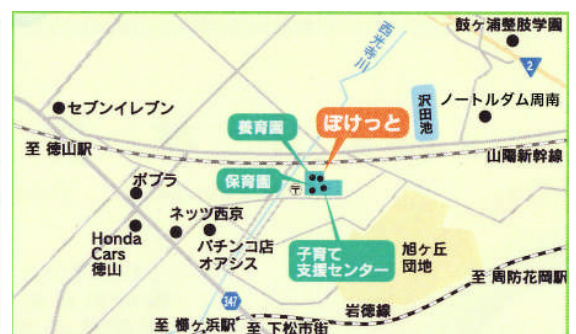 鼓ヶ浦整肢学園
西光寺川
2
セブンイレブン
沢田池
ノートルダム周南
養育園
ぽけっと
至 徳山駅
山陽新幹線
ポプラ
保育園
〒
ネッツ西京
Honda
Cars
徳山
パチンコ店
オアシス
子育て
支援センター
旭ヶ丘
団地
至 周防花岡駅
347
岩徳線
至 櫛ヶ浜駅
至 下松市街